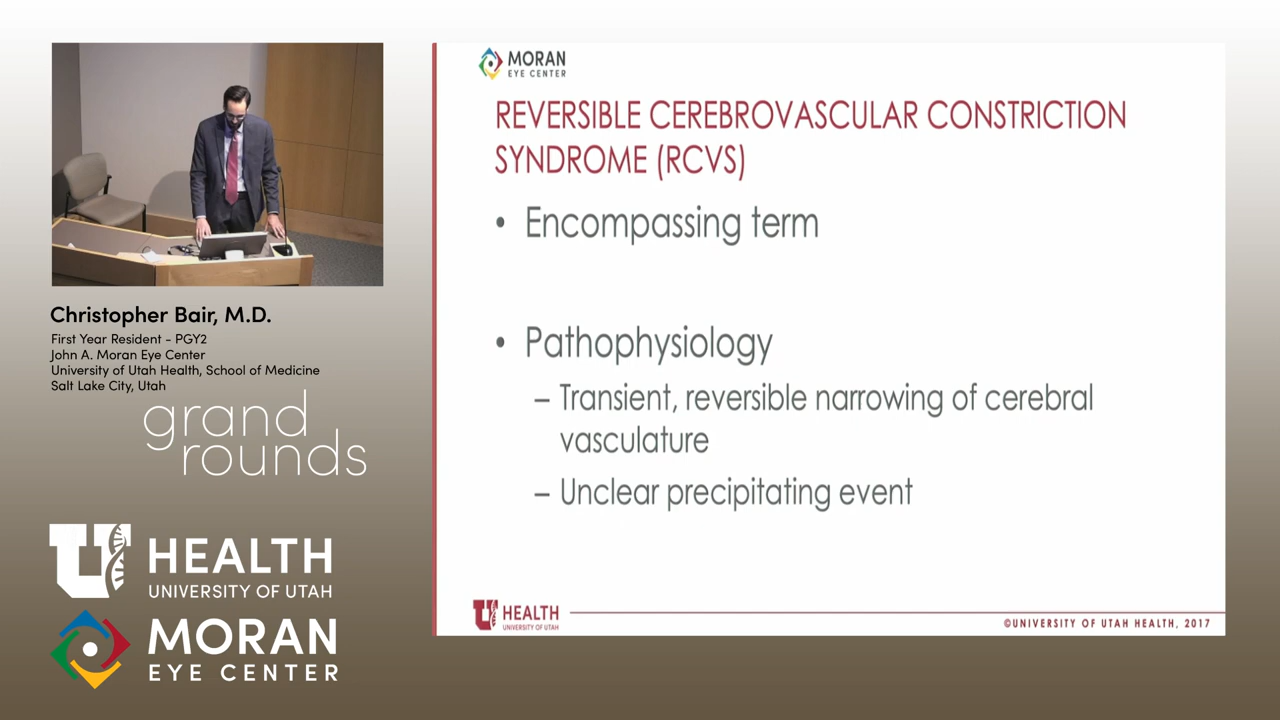 Christopher Bair, M.D.
First Year Resident - PGY2
John A. Moran Eye Center
University of Utah Health, School of Medicine
Salt Lake City, Utah
grand
rounds
U HEALTH
UNIVERSITY OF UTAH
MORAN
EYE CENTER
MORAN
EYE CENTER
REVERSIBLE CEREBROVASCULAR CONSTRICTION
SYNDROME (RCVS)
• Encompassing term
• Pathophysiology
– Transient, reversible narrowing of cerebral
vasculature
– Unclear precipitating event
U HEALTH
UNIVERSITY OF UTAH
©UNIVERSITY OF UTAH HEALTH, 2017